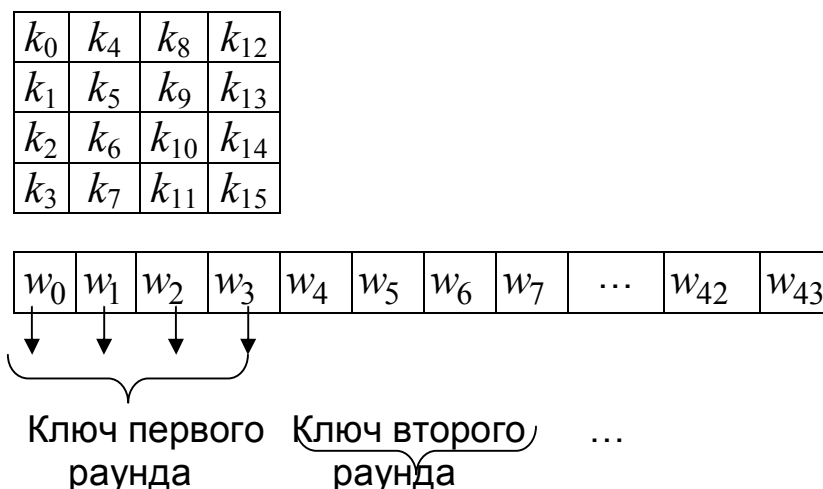 k₀ k₄ k₈ k₁₂
k₁ k₅ k₉ k₁₃
k₂ k₆ k₁₀ k₁₄
k₃ k₇ k₁₁ k₁₅
w₀ w₁ w₂ w₃ w₄ w₅ w₆ w₇ … w₄₂ w₄₃
Ключ первого Ключ второго …
раунда раунда